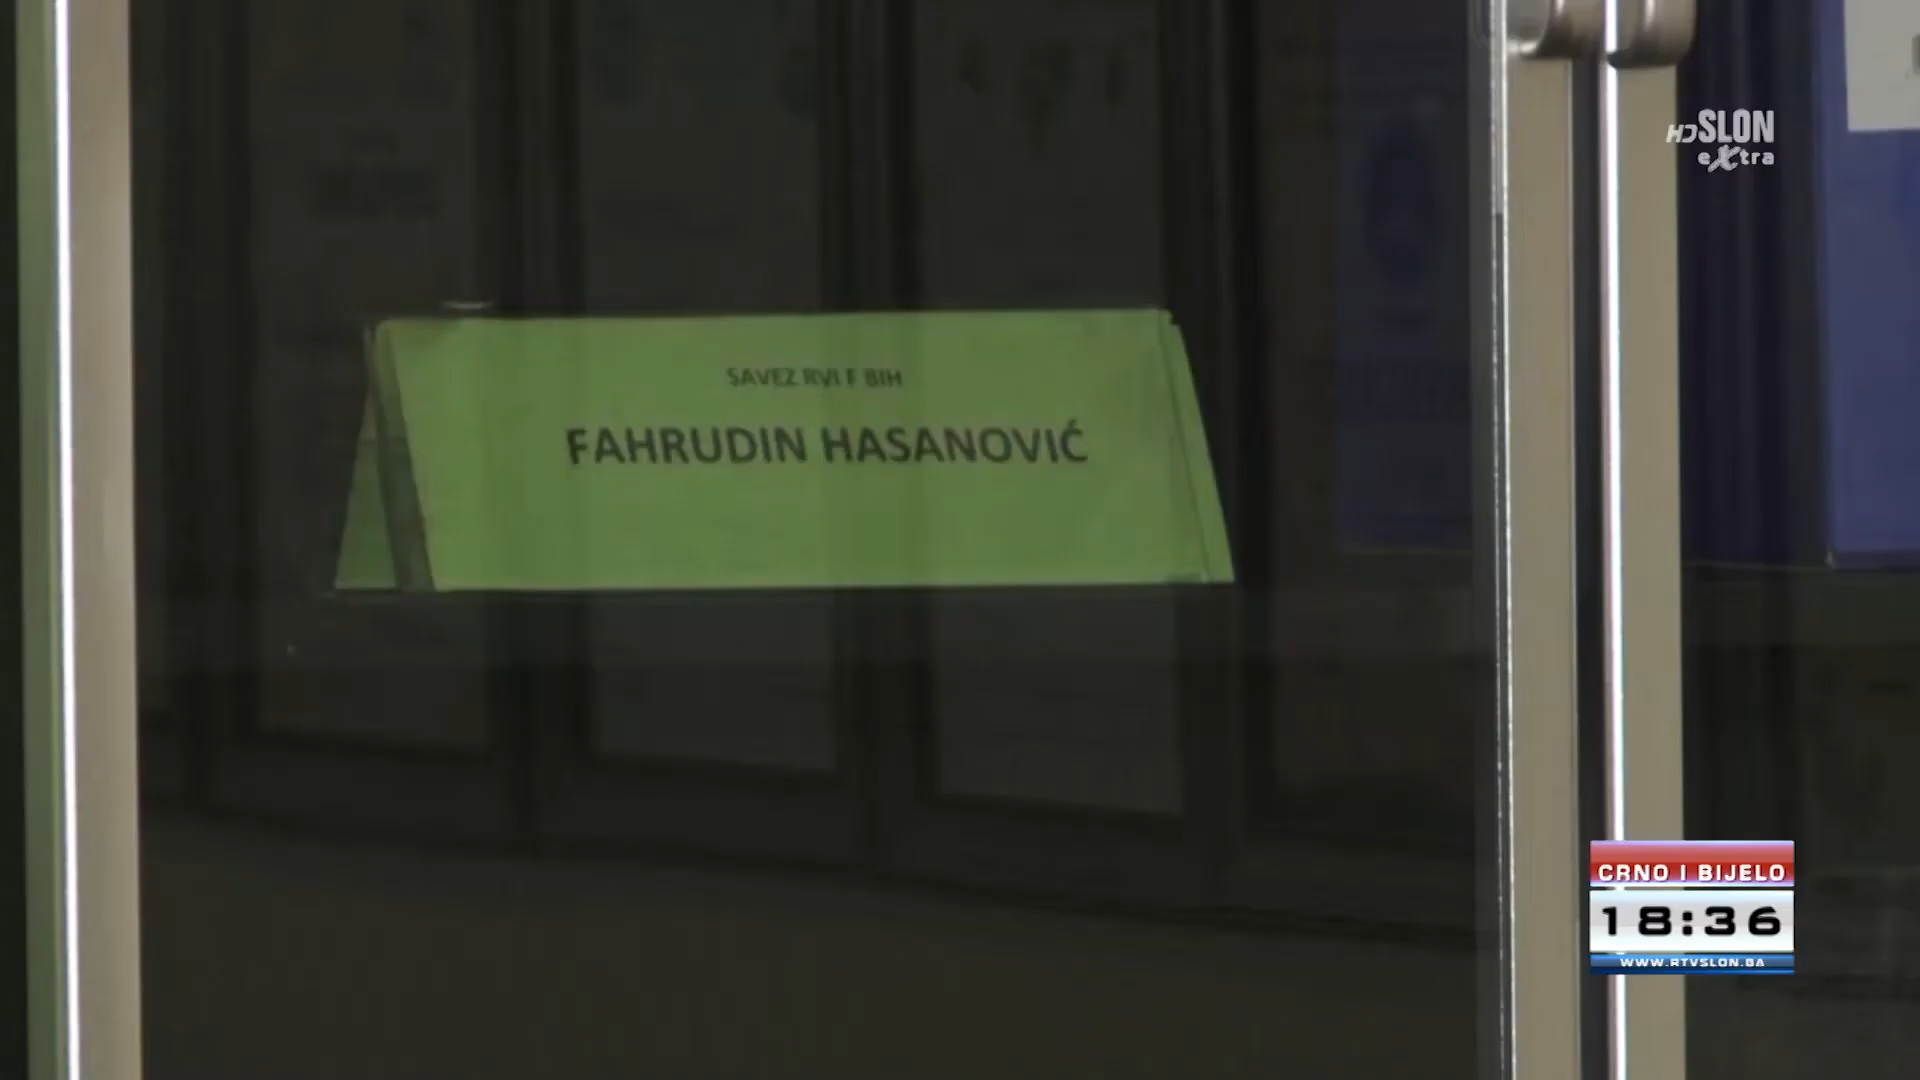 HD SLON
eXtra
SAVEZ RVI F BIH
FAHRUDIN HASANOVIĆ
CRNO I BIJELO
18:36
WWW.RTVSLON.BA